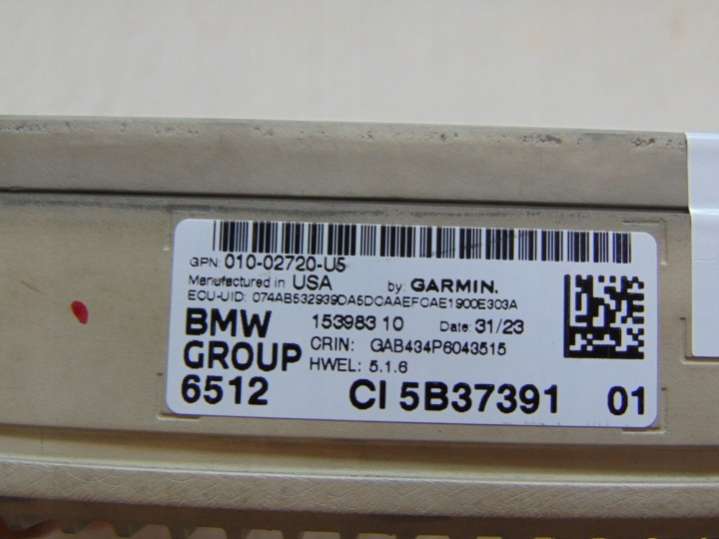 GPN: 010-02720-U5
Manufactured in USA by GARMIN.
ECU-UID: 074AB532939DA5DCAAEFCAE1900E303A
BMW GROUP
153983 10 Date: 31/23
CRIN: GAB434P6043515
HWEL: 5.1.6
6512 CI 5B37391 01